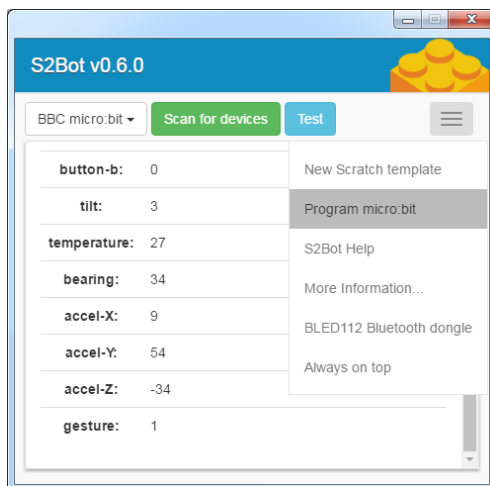 S2Bot v0.6.0
BBC micro:bit Scan for devices Test
button-b: 0
tilt: 3
temperature: 27
bearing: 34
accel-X: 9
accel-Y: 54
accel-Z: -34
gesture: 1
New Scratch template
Program micro:bit
S2Bot Help
More Information...
BLED112 Bluetooth dongle
Always on top